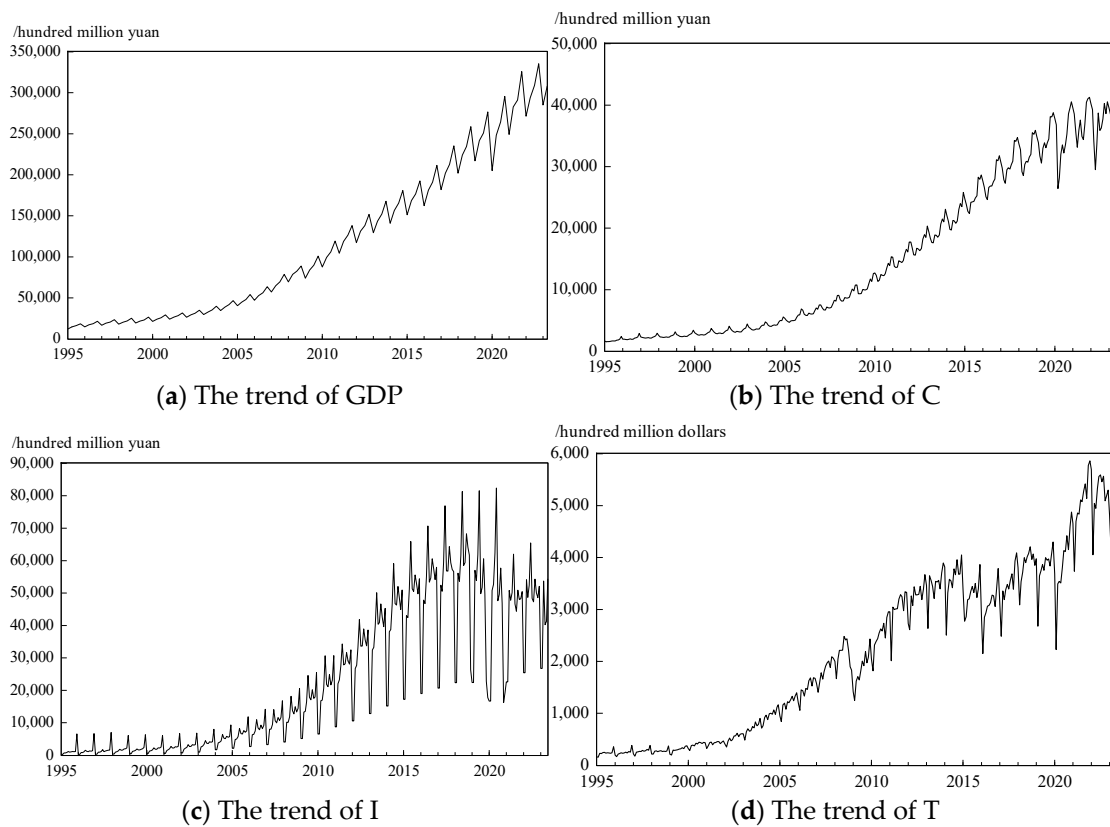 /hundred million yuan
350,000
300,000
250,000
200,000
150,000
100,000
50,000
0
1995 2000 2005 2010 2015 2020
(a) The trend of GDP
/hundred million yuan
50,000
40,000
30,000
20,000
10,000
0
1995 2000 2005 2010 2015 2020
(b) The trend of C
/hundred million yuan
90,000
80,000
70,000
60,000
50,000
40,000
30,000
20,000
10,000
0
1995 2000 2005 2010 2015 2020
(c) The trend of I
/hundred million dollars
6,000
5,000
4,000
3,000
2,000
1,000
0
1995 2000 2005 2010 2015 2020
(d) The trend of T